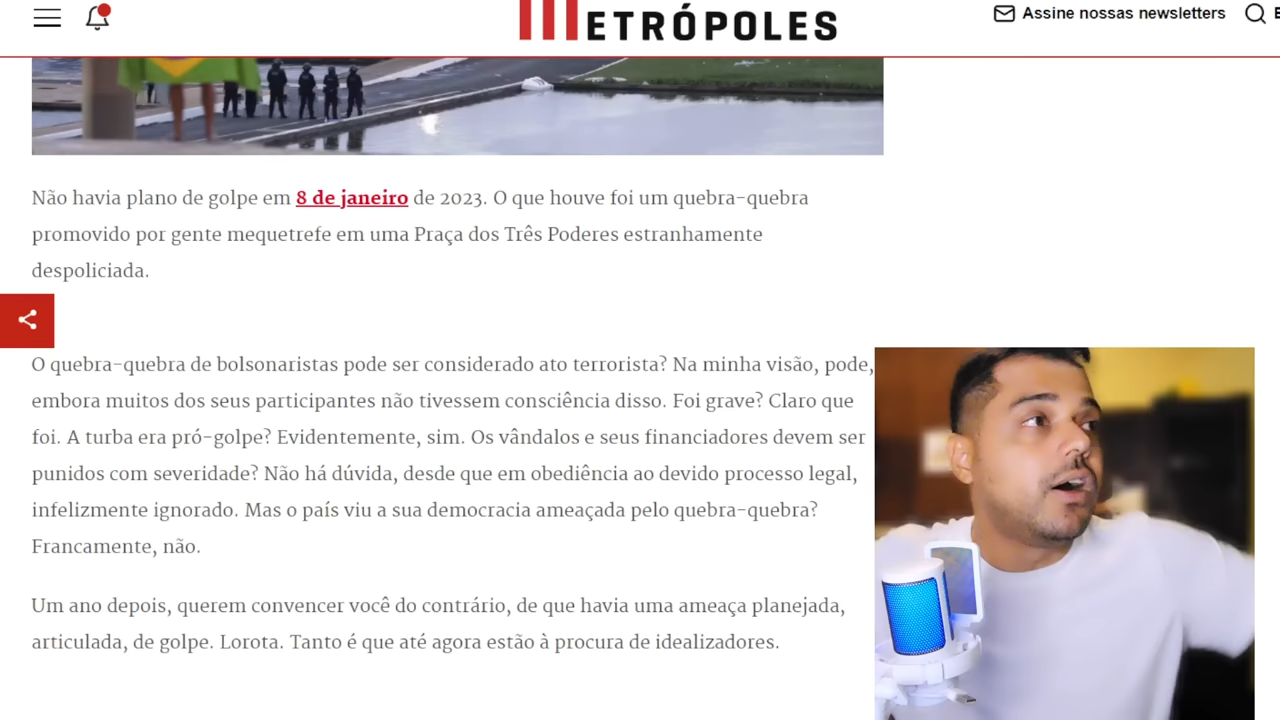 METRÓPOLES
Assine nossas newsletters
Não havia plano de golpe em 8 de janeiro de 2023. O que houve foi um quebra-quebra
promovido por gente mequetrefe em uma Praça dos Três Poderes estranhamente
despoliciada.
O quebra-quebra de bolsonaristas pode ser considerado ato terrorista? Na minha visão, pode,
embora muitos dos seus participantes não tivessem consciência disso. Foi grave? Claro que
foi. A turba era pró-golpe? Evidentemente, sim. Os vândalos e seus financiadores devem ser
punidos com severidade? Não há dúvida, desde que em obediência ao devido processo legal,
infelizmente ignorado. Mas o país viu a sua democracia ameaçada pelo quebra-quebra?
Francamente, não.
Um ano depois, querem convencer você do contrário, de que havia uma ameaça planejada,
articulada, de golpe. Lorota. Tanto é que até agora estão à procura de idealizadores.